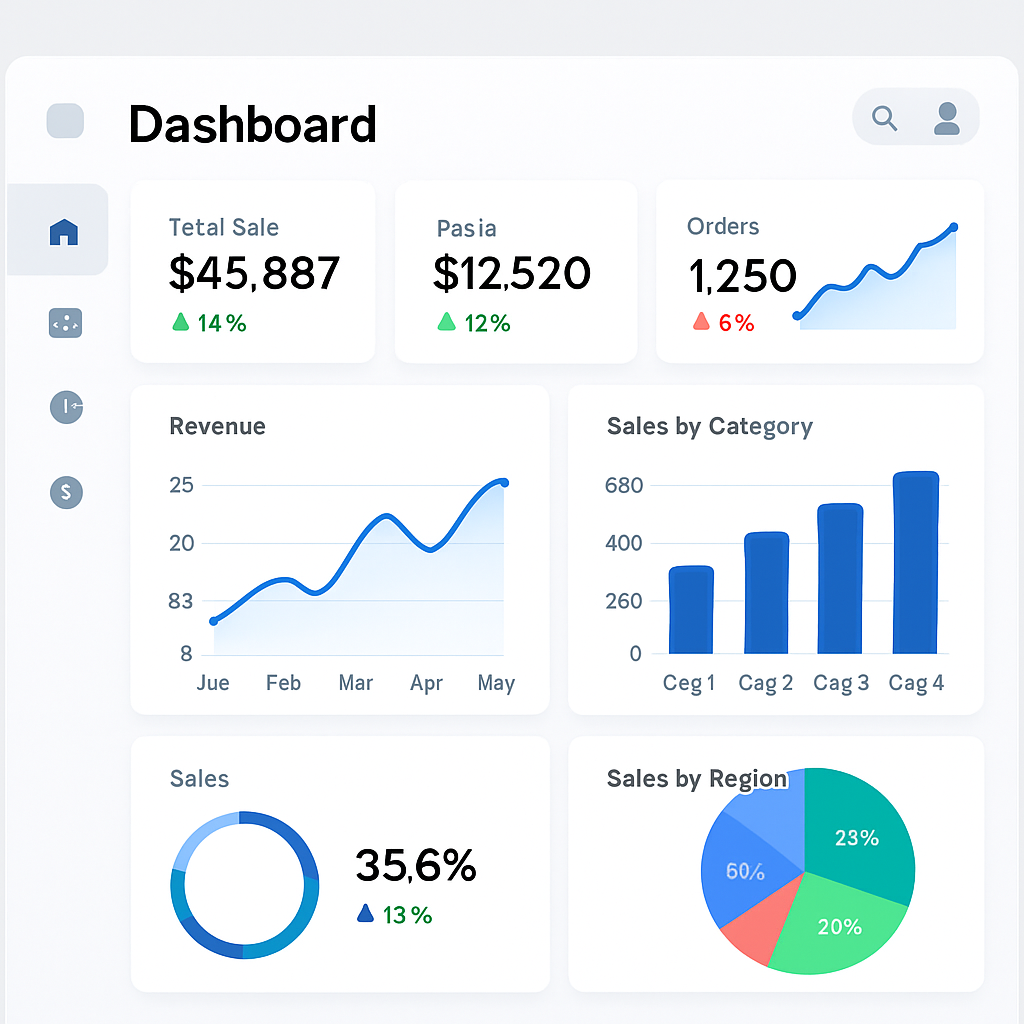 Dashboard
Tetal Sale
$45,887
14%
Pasia
$12,520
12%
Orders
1,250
6%
Revenue
25
20
83
8
Jue Feb Mar Apr May
Sales by Category
680
400
260
0
Ceg 1 Cag 2 Cag 3 Cag 4
$
Sales
35,6%
13%
Sales by Region
23%
60%
20%